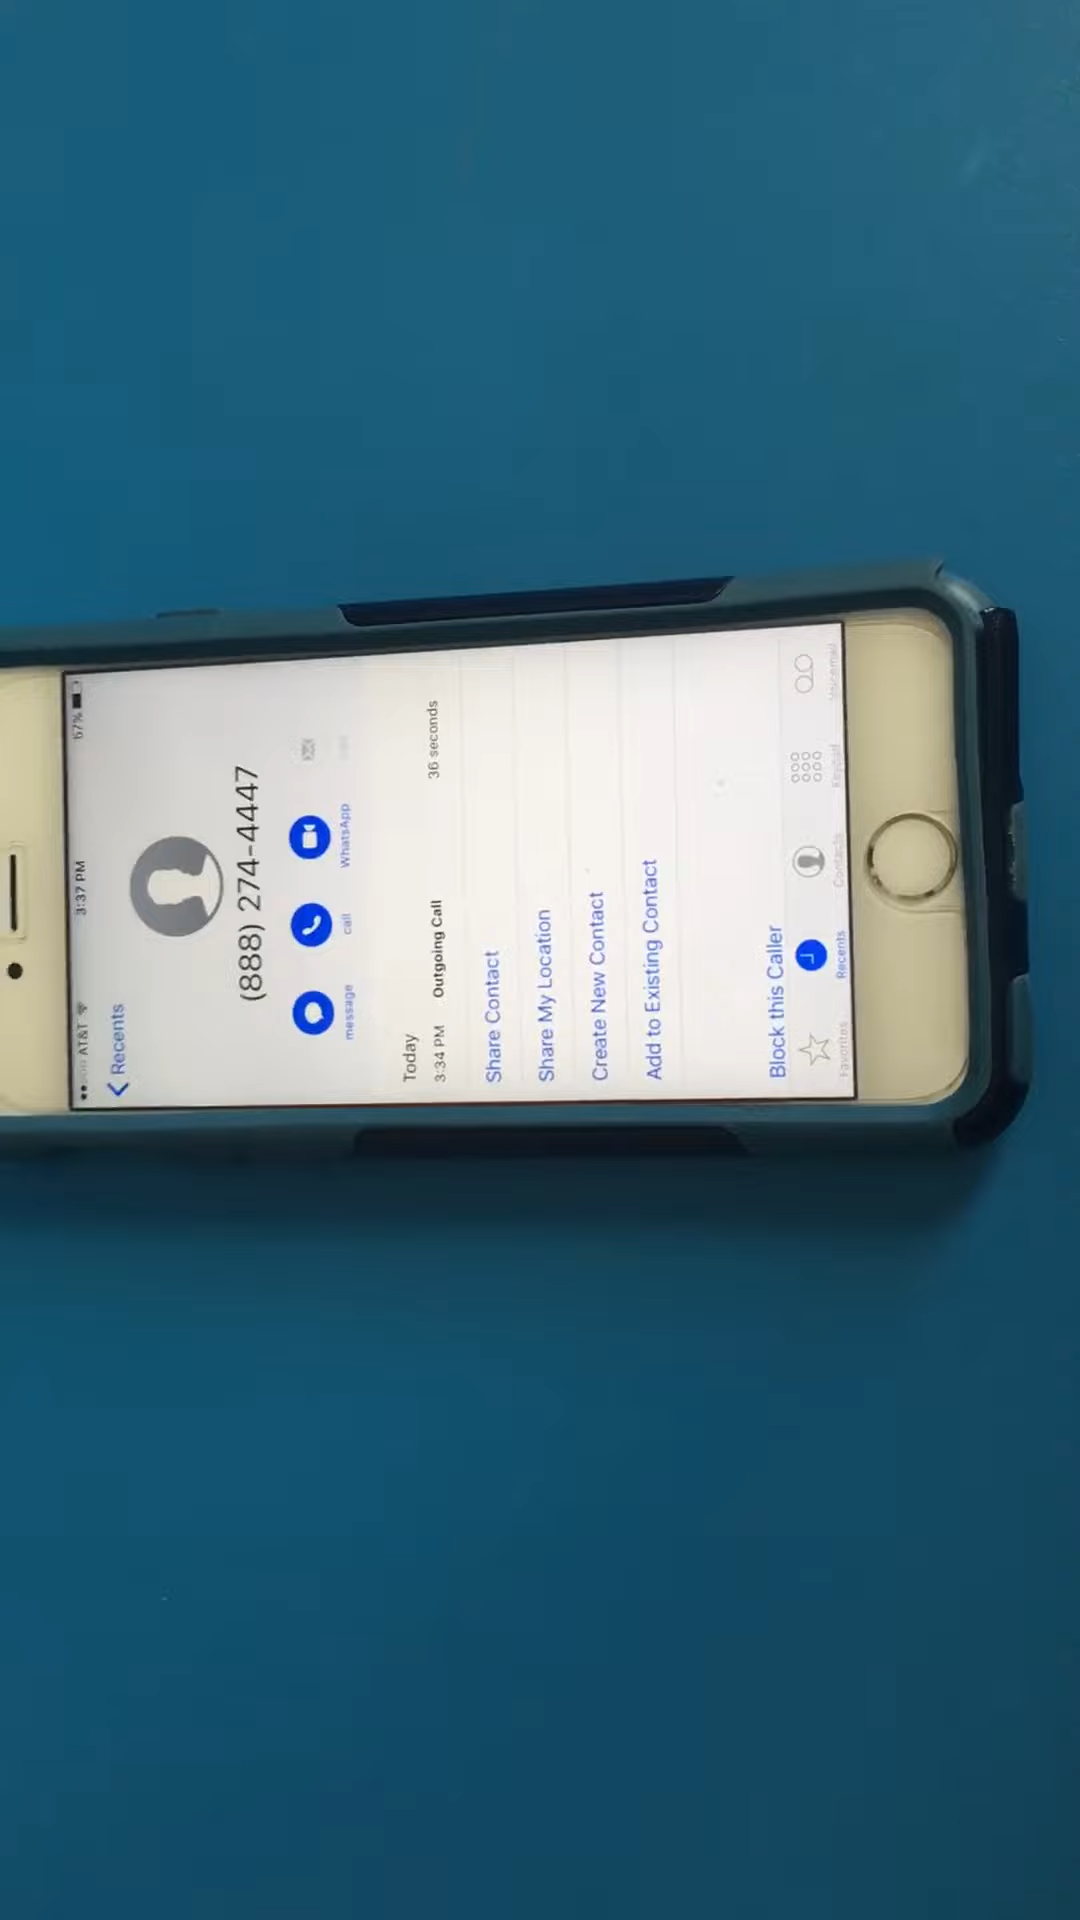 AT&T 3:37 PM 67%
Recents
(888) 274-4447
message call WhatsApp
Today
3:34 PM Outgoing Call 36 seconds
Share Contact
Share My Location
Create New Contact
Add to Existing Contact
Block this Caller
Favorites Recents Contacts Keypad Voicemail